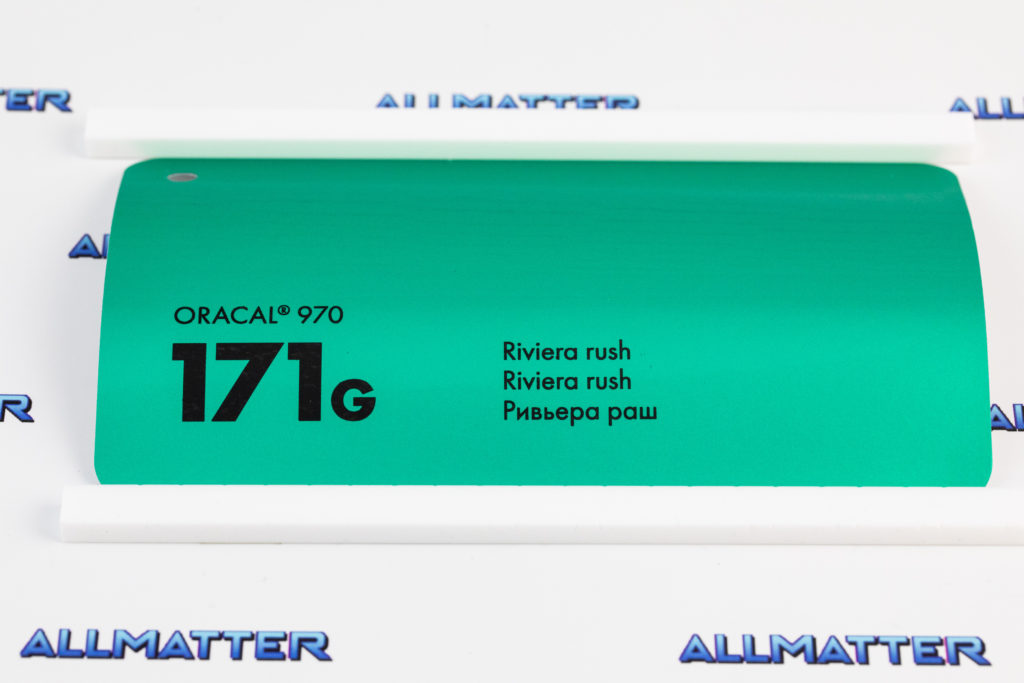 ALLMATTER
ORACAL® 970
171G
Riviera rush
Riviera rush
Ривьера раш
ALLMATTER
ALLMATTER